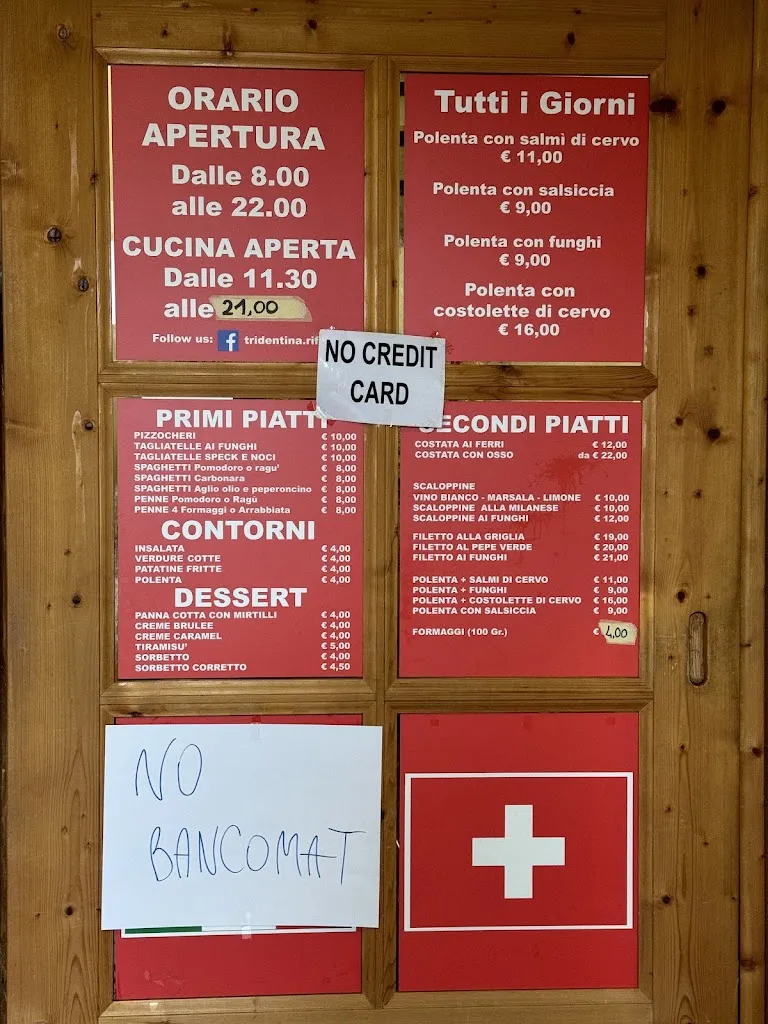 ORARIO
APERTURA
Dalle 8.00
alle 22.00
CUCINA APERTA
Dalle 11.30
alle 21,00
Follow us: f tridentina.rif
Tutti i Giorni
Polenta con salmì di cervo
€ 11,00
Polenta con salsiccia
€ 9,00
Polenta con funghi
€ 9,00
Polenta con
costolette di cervo
€ 16,00
NO CREDIT
CARD
PRIMI PIATTI
PIZZOCHERI € 10,00
TAGLIATELLE AI FUNGHI € 10,00
TAGLIATELLE SPECK E NOCI € 10,00
SPAGHETTI Pomodoro o ragu' € 8,00
SPAGHETTI Carbonara € 8,00
SPAGHETTI Aglio olio e peperoncino € 8,00
PENNE Pomodoro o Ragù € 8,00
PENNE 4 Formaggi o Arrabbiata € 8,00
CONTORNI
INSALATA € 4,00
VERDURE COTTE € 4,00
PATATINE FRITTE € 4,00
POLENTA € 4,00
DESSERT
PANNA COTTA CON MIRTILLI € 4,00
CREME BRULEE € 4,00
CREME CARAMEL € 4,00
TIRAMISU' € 5,00
SORBETTO € 4,00
SORBETTO CORRETTO € 4,50
SECONDI PIATTI
COSTATA AI FERRI € 12,00
COSTATA CON OSSO da € 22,00
SCALOPPINE
VINO BIANCO - MARSALA - LIMONE € 10,00
SCALOPPINE ALLA MILANESE € 10,00
SCALOPPINE AI FUNGHI € 12,00
FILETTO ALLA GRIGLIA € 19,00
FILETTO AL PEPE VERDE € 20,00
FILETTO AI FUNGHI € 21,00
POLENTA + SALMI DI CERVO € 11,00
POLENTA + FUNGHI € 9,00
POLENTA + COSTOLETTE DI CERVO € 16,00
POLENTA CON SALSICCIA € 9,00
FORMAGGI (100 Gr.) € 4,00
NO
BANCOMAT